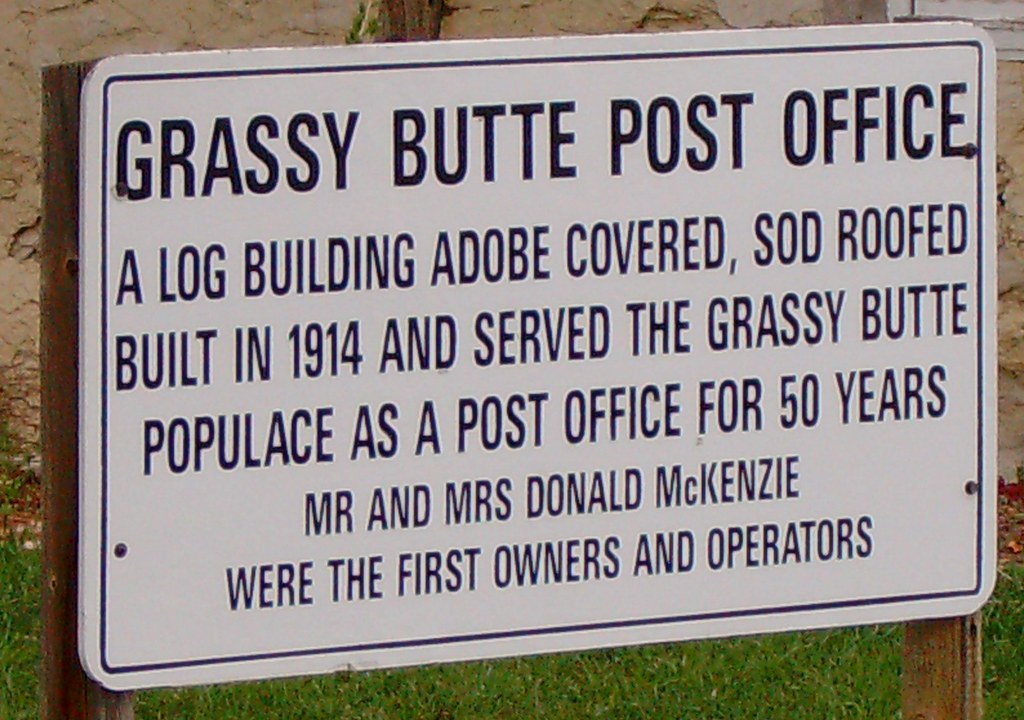 GRASSY BUTTE POST OFFICE
A LOG BUILDING ADOBE COVERED, SOD ROOFED
BUILT IN 1914 AND SERVED THE GRASSY BUTTE
POPULACE AS A POST OFFICE FOR 50 YEARS
MR AND MRS DONALD McKENZIE
WERE THE FIRST OWNERS AND OPERATORS